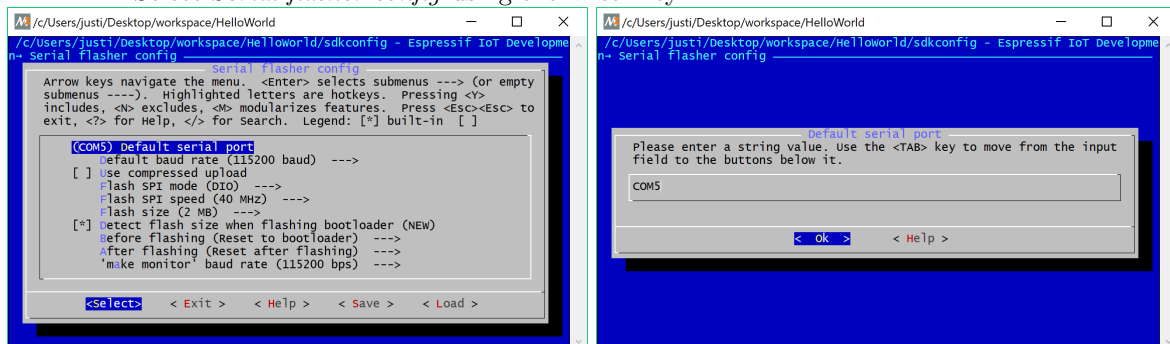 /c/Users/justi/Desktop/workspace/HelloWorld
/c/Users/justi/Desktop/workspace/HelloWorld/sdkconfig - Espressif IoT Developme
n→ Serial flasher config
Serial flasher config
Arrow keys navigate the menu. <Enter> selects submenus ---> (or empty
submenus ----). Highlighted letters are hotkeys. Pressing <Y>
includes, <N> excludes, <M> modularizes features. Press <Esc><Esc> to
exit, <?> for Help, </> for Search. Legend: [*] built-in [ ]
(COM5) Default serial port
Default baud rate (115200 baud) --->
[ ] Use compressed upload
Flash SPI mode (DIO) --->
Flash SPI speed (40 MHz) --->
Flash size (2 MB) --->
[*] Detect flash size when flashing bootloader (NEW)
Before flashing (Reset to bootloader) --->
After flashing (Reset after flashing) --->
'make monitor' baud rate (115200 bps) --->
<Select> < Exit > < Help > < Save > < Load >
/c/Users/justi/Desktop/workspace/HelloWorld
/c/Users/justi/Desktop/workspace/HelloWorld/sdkconfig - Espressif IoT Developme
n→ Serial flasher config
Default serial port
Please enter a string value. Use the <TAB> key to move from the input
field to the buttons below it.
COM5
< Ok > < Help >